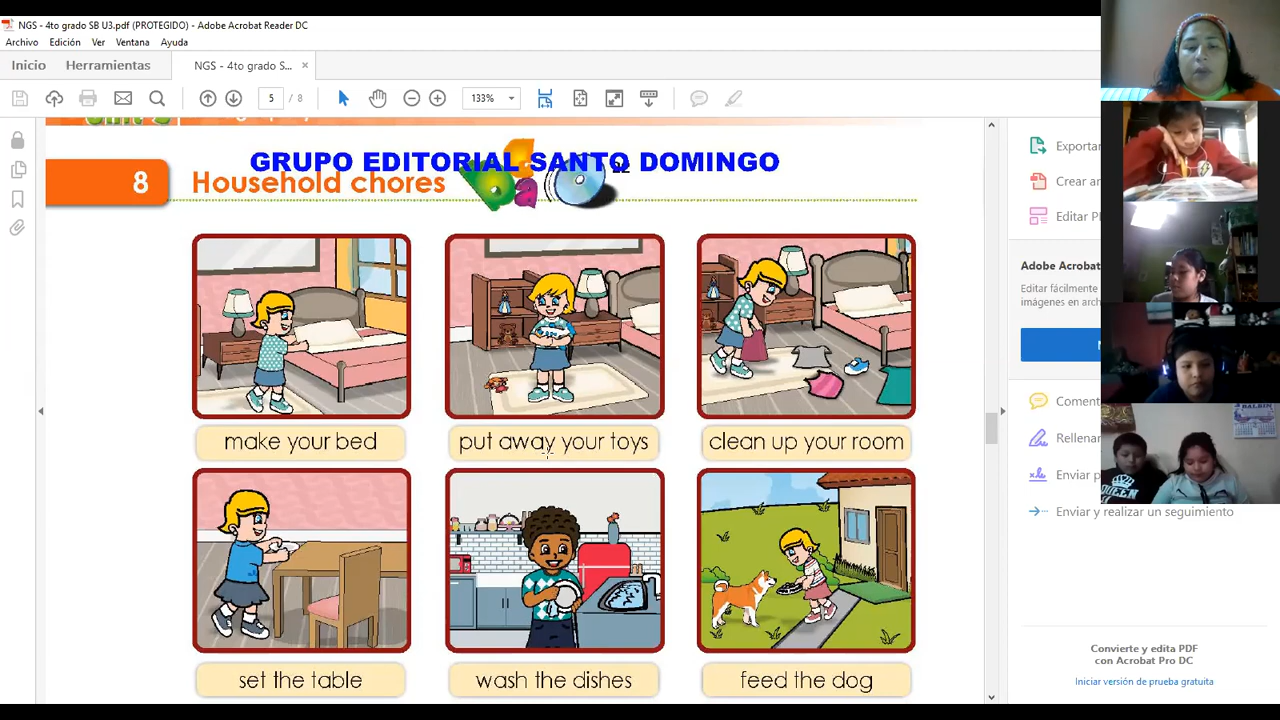 NGS - 4to grado SB U3.pdf (PROTEGIDO) - Adobe Acrobat Reader DC
Archivo Edición Ver Ventana Ayuda
Inicio Herramientas NGS - 4to grado S... ×
5 / 8 133%
GRUPO EDITORIAL SANTO DOMINGO
8 Household chores
make your bed put away your toys clean up your room
set the table wash the dishes feed the dog
Exportar
Crear ar
Editar
Adobe Acrobat
Editar fácilmente
imágenes en
Coment
Rellenar
Enviar
Enviar y realizar un seguimiento
Convierte y edita PDF
con Acrobat Pro DC
Iniciar versión de prueba gratuita